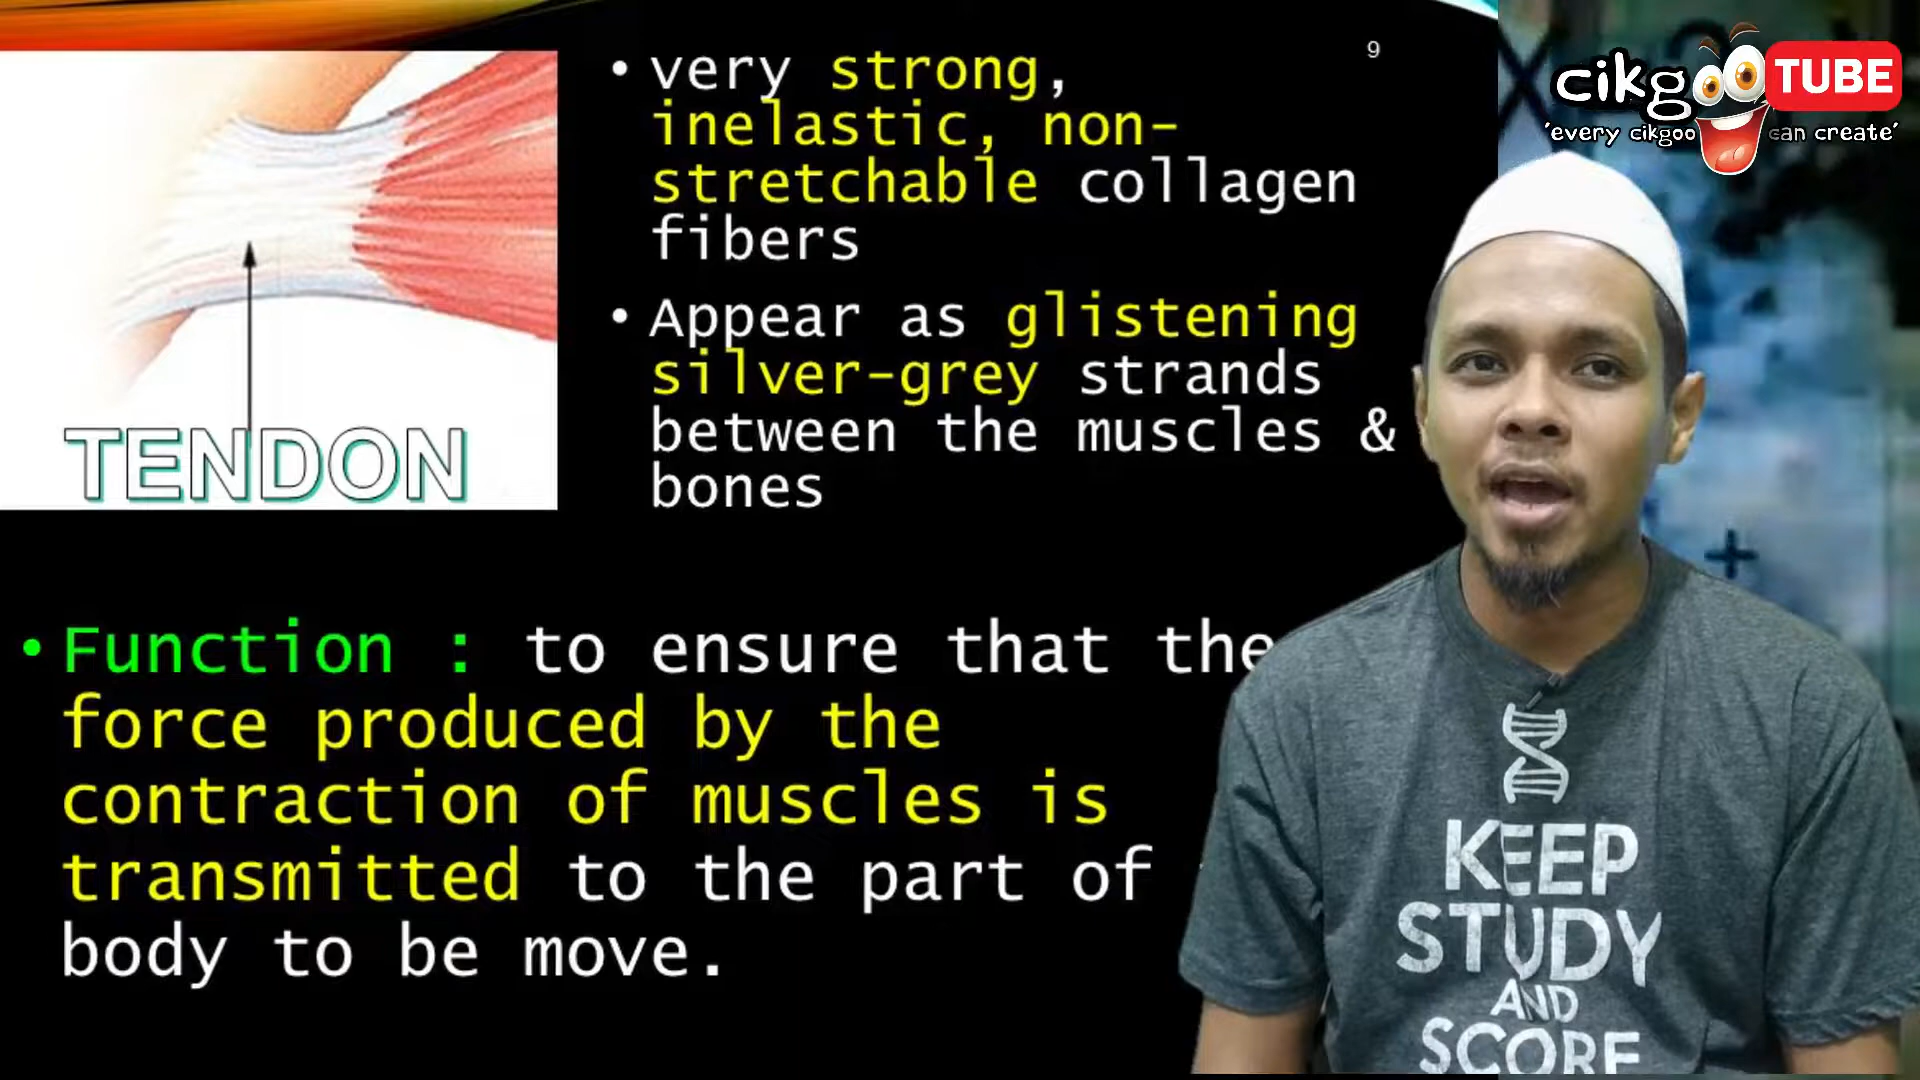 9
cikgoo TUBE
'every cikgoo can create'
• very strong,
inelastic, non-
stretchable collagen
fibers
• Appear as glistening
silver-grey strands
between the muscles &
bones
TENDON
• Function : to ensure that the
force produced by the
contraction of muscles is
transmitted to the part of
body to be move.
KEEP
STUDY
AND
SCORE